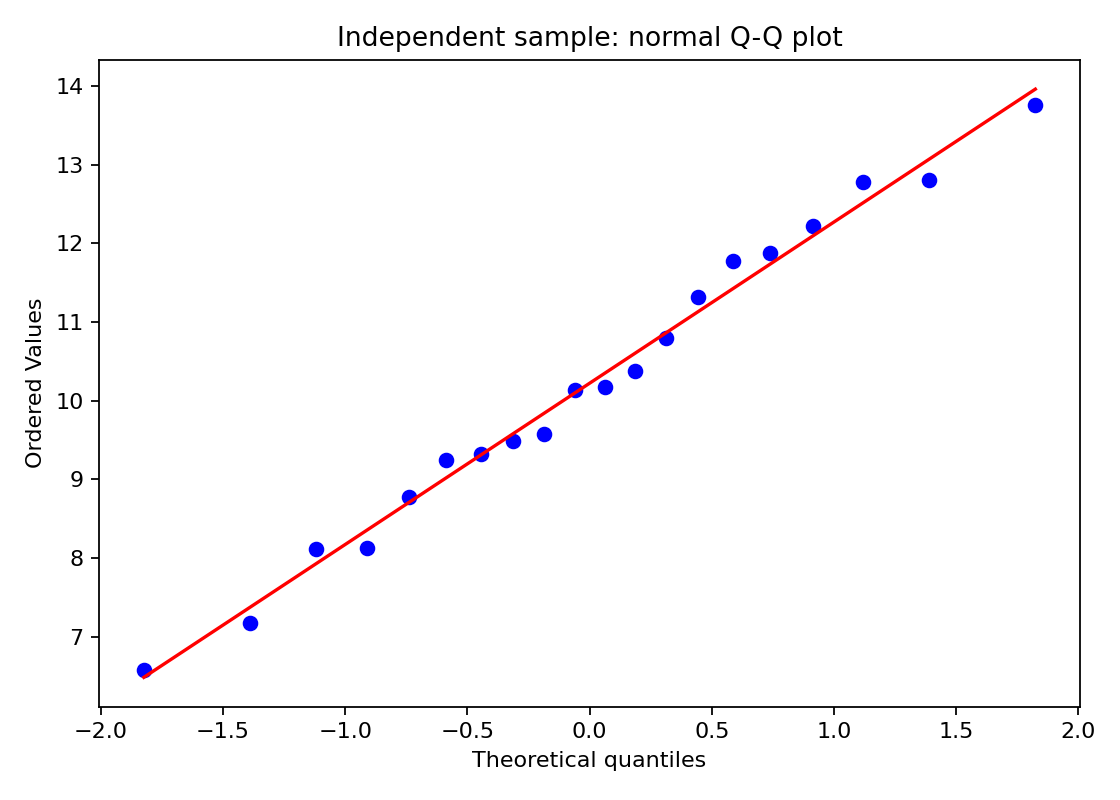 Independent sample: normal Q-Q plot
Ordered Values
14
13
12
11
10
9
8
7
−2.0 −1.5 −1.0 −0.5 0.0 0.5 1.0 1.5 2.0
Theoretical quantiles